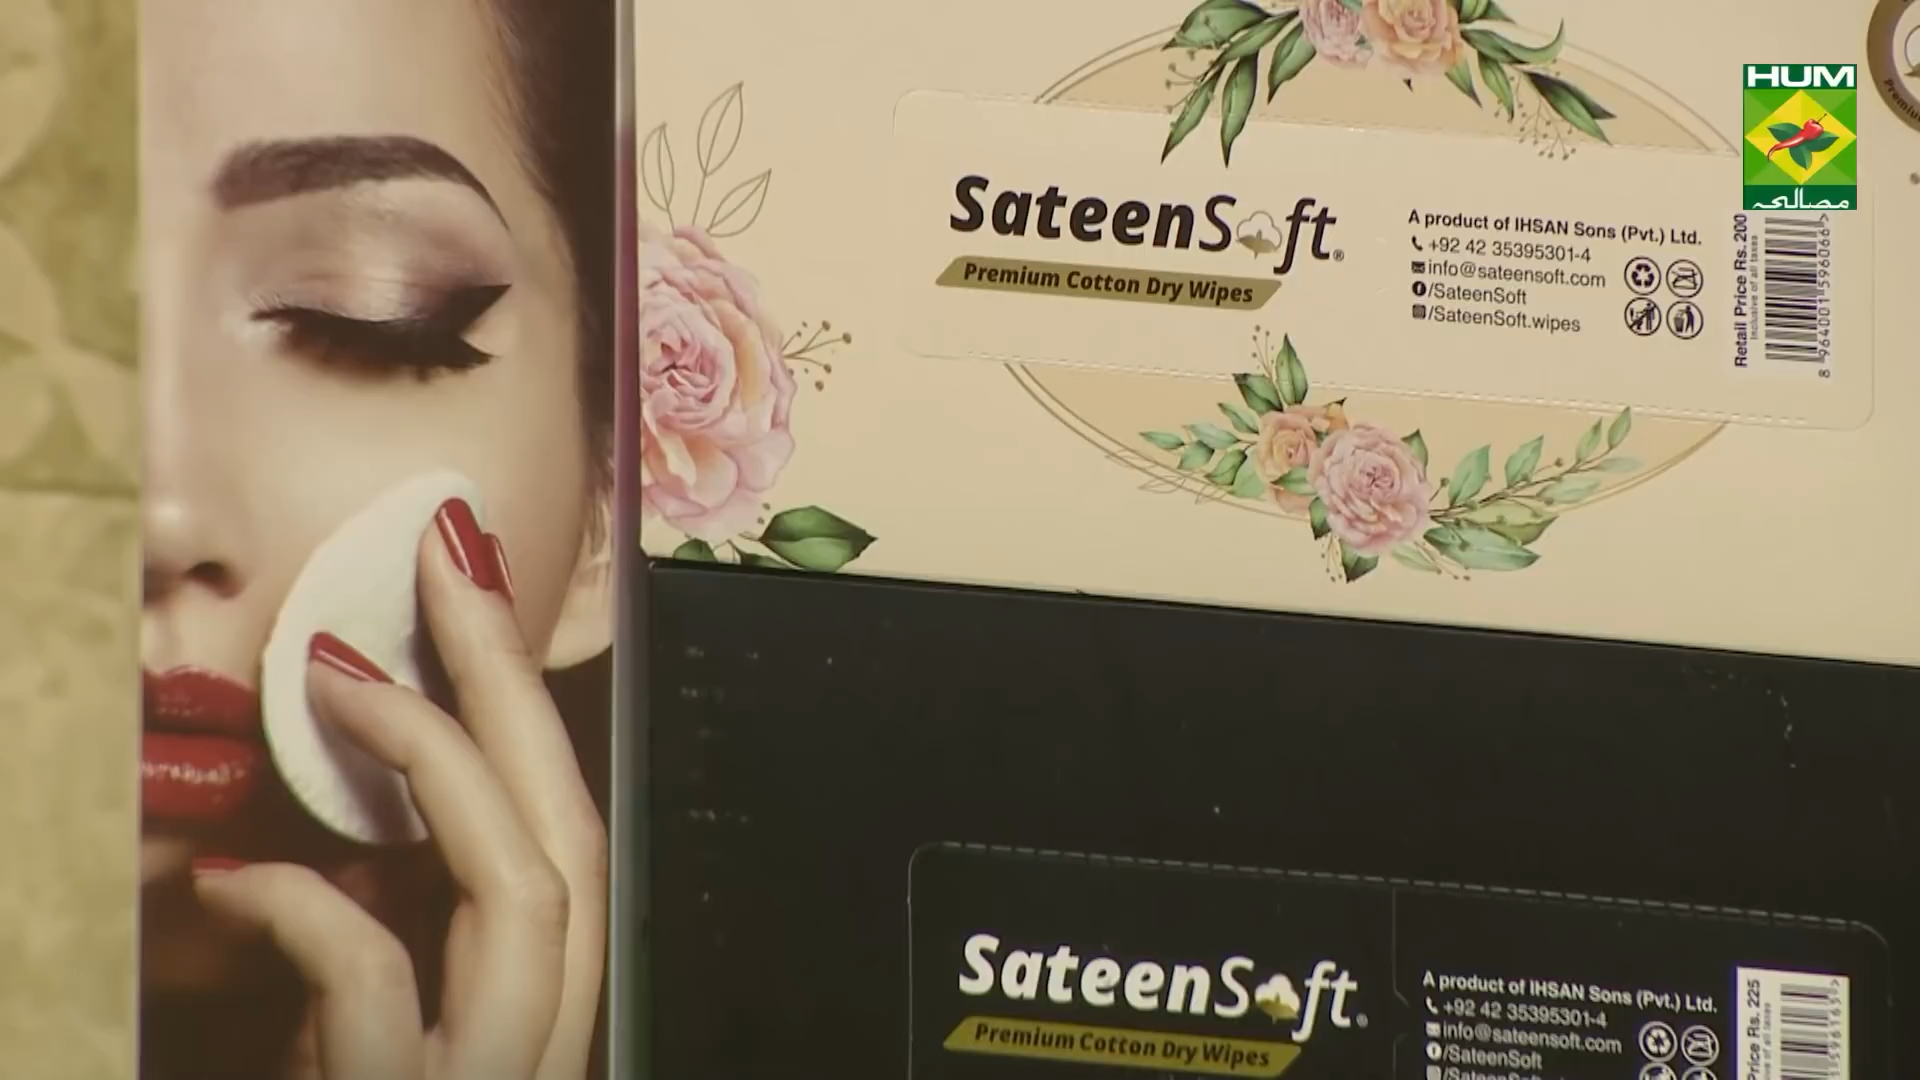 HUM
مصالحہ
Premium
SateenSoft®
Premium Cotton Dry Wipes
A product of IHSAN Sons (Pvt.) Ltd.
+92 42 35395301-4
info@sateensoft.com
/SateenSoft
/SateenSoft.wipes
Retail Price Rs. 200
Inclusive of all taxes
8 964001 596066 >
SateenSoft®
Premium Cotton Dry Wipes
A product of IHSAN Sons (Pvt.) Ltd.
+92 42 35395301-4
info@sateensoft.com
/SateenSoft
Price Rs. 225